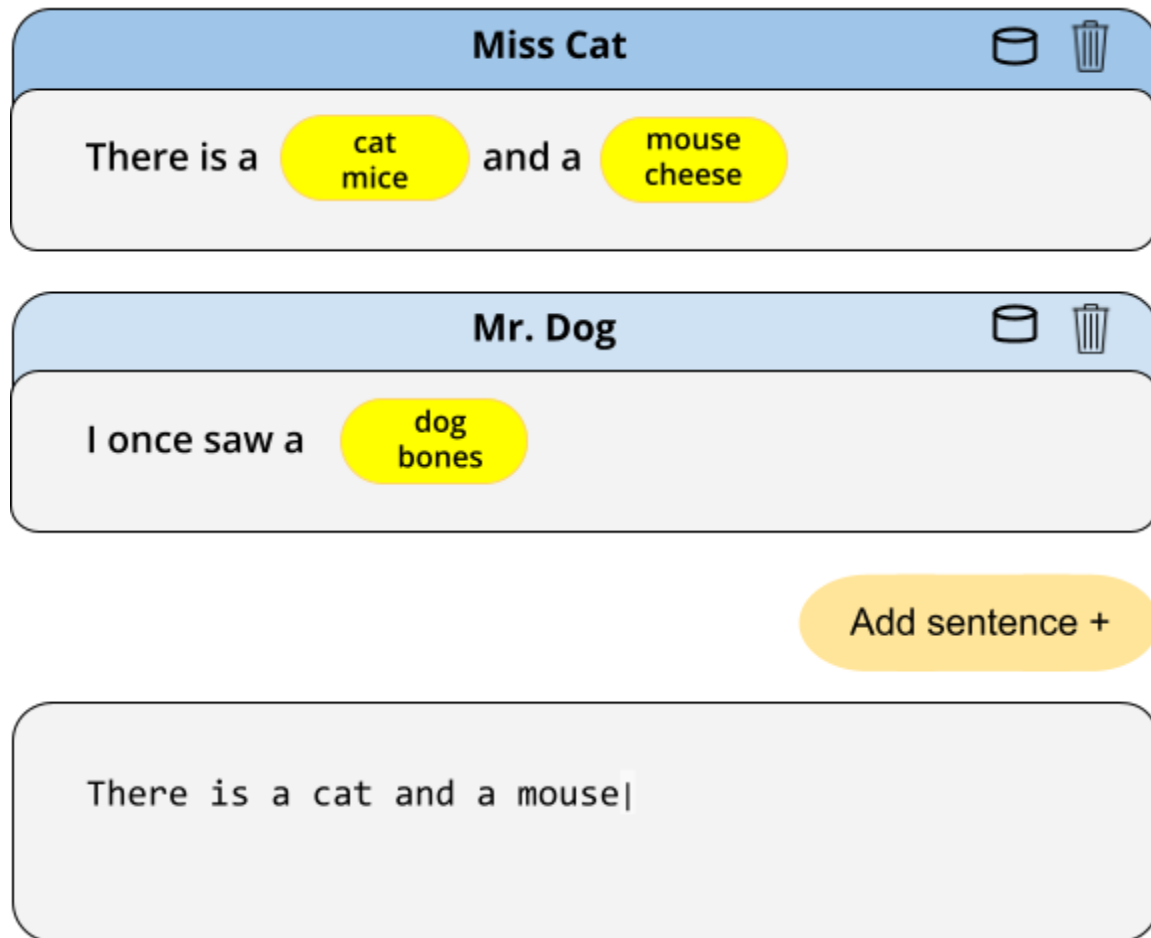 Miss Cat
There is a cat mice and a mouse cheese
Mr. Dog
I once saw a dog bones
Add sentence +
There is a cat and a mouse|